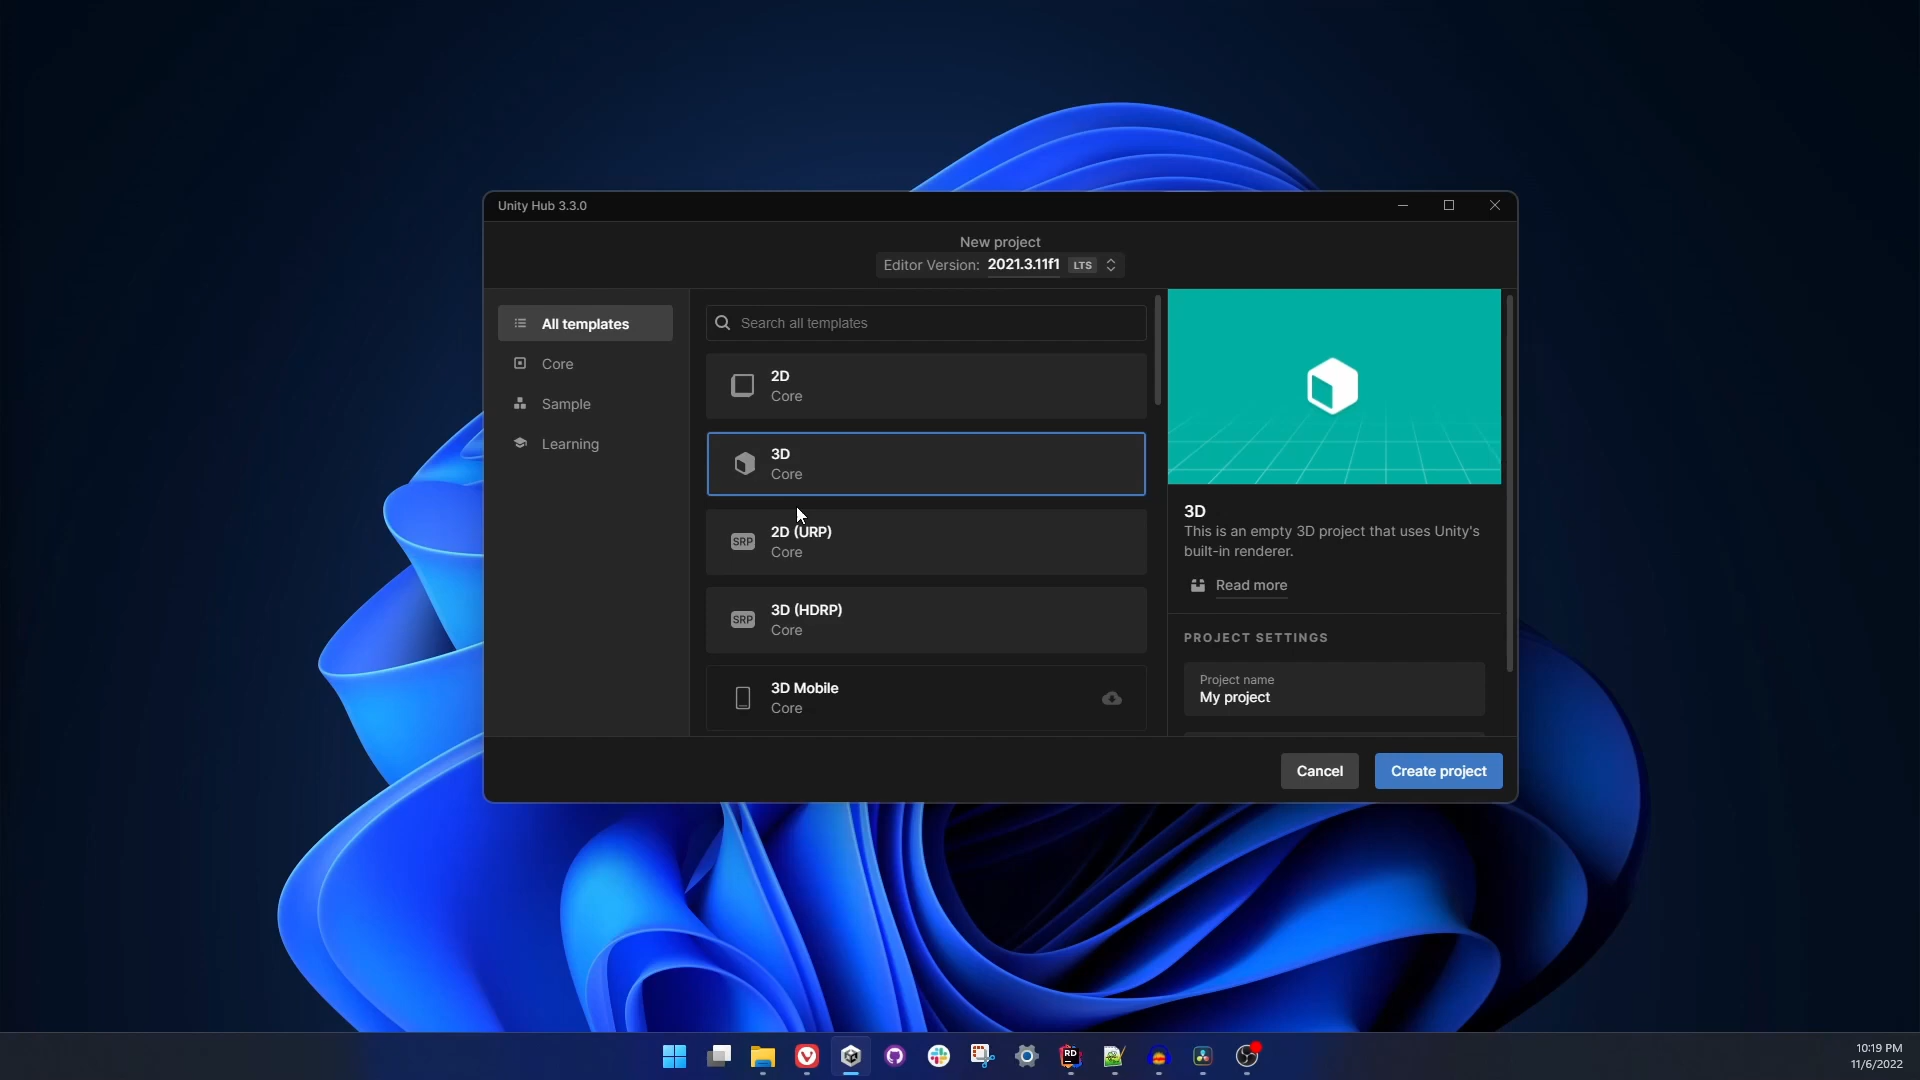 Unity Hub 3.3.0
New project
Editor Version: 2021.3.11f1 LTS
All templates
Core
Sample
Learning
Search all templates
2D
Core
3D
Core
SRP
2D (URP)
Core
SRP
3D (HDRP)
Core
3D Mobile
Core
3D
This is an empty 3D project that uses Unity's
built-in renderer.
Read more
PROJECT SETTINGS
Project name
My project
Cancel
Create project
RD
10:19 PM
11/6/2022